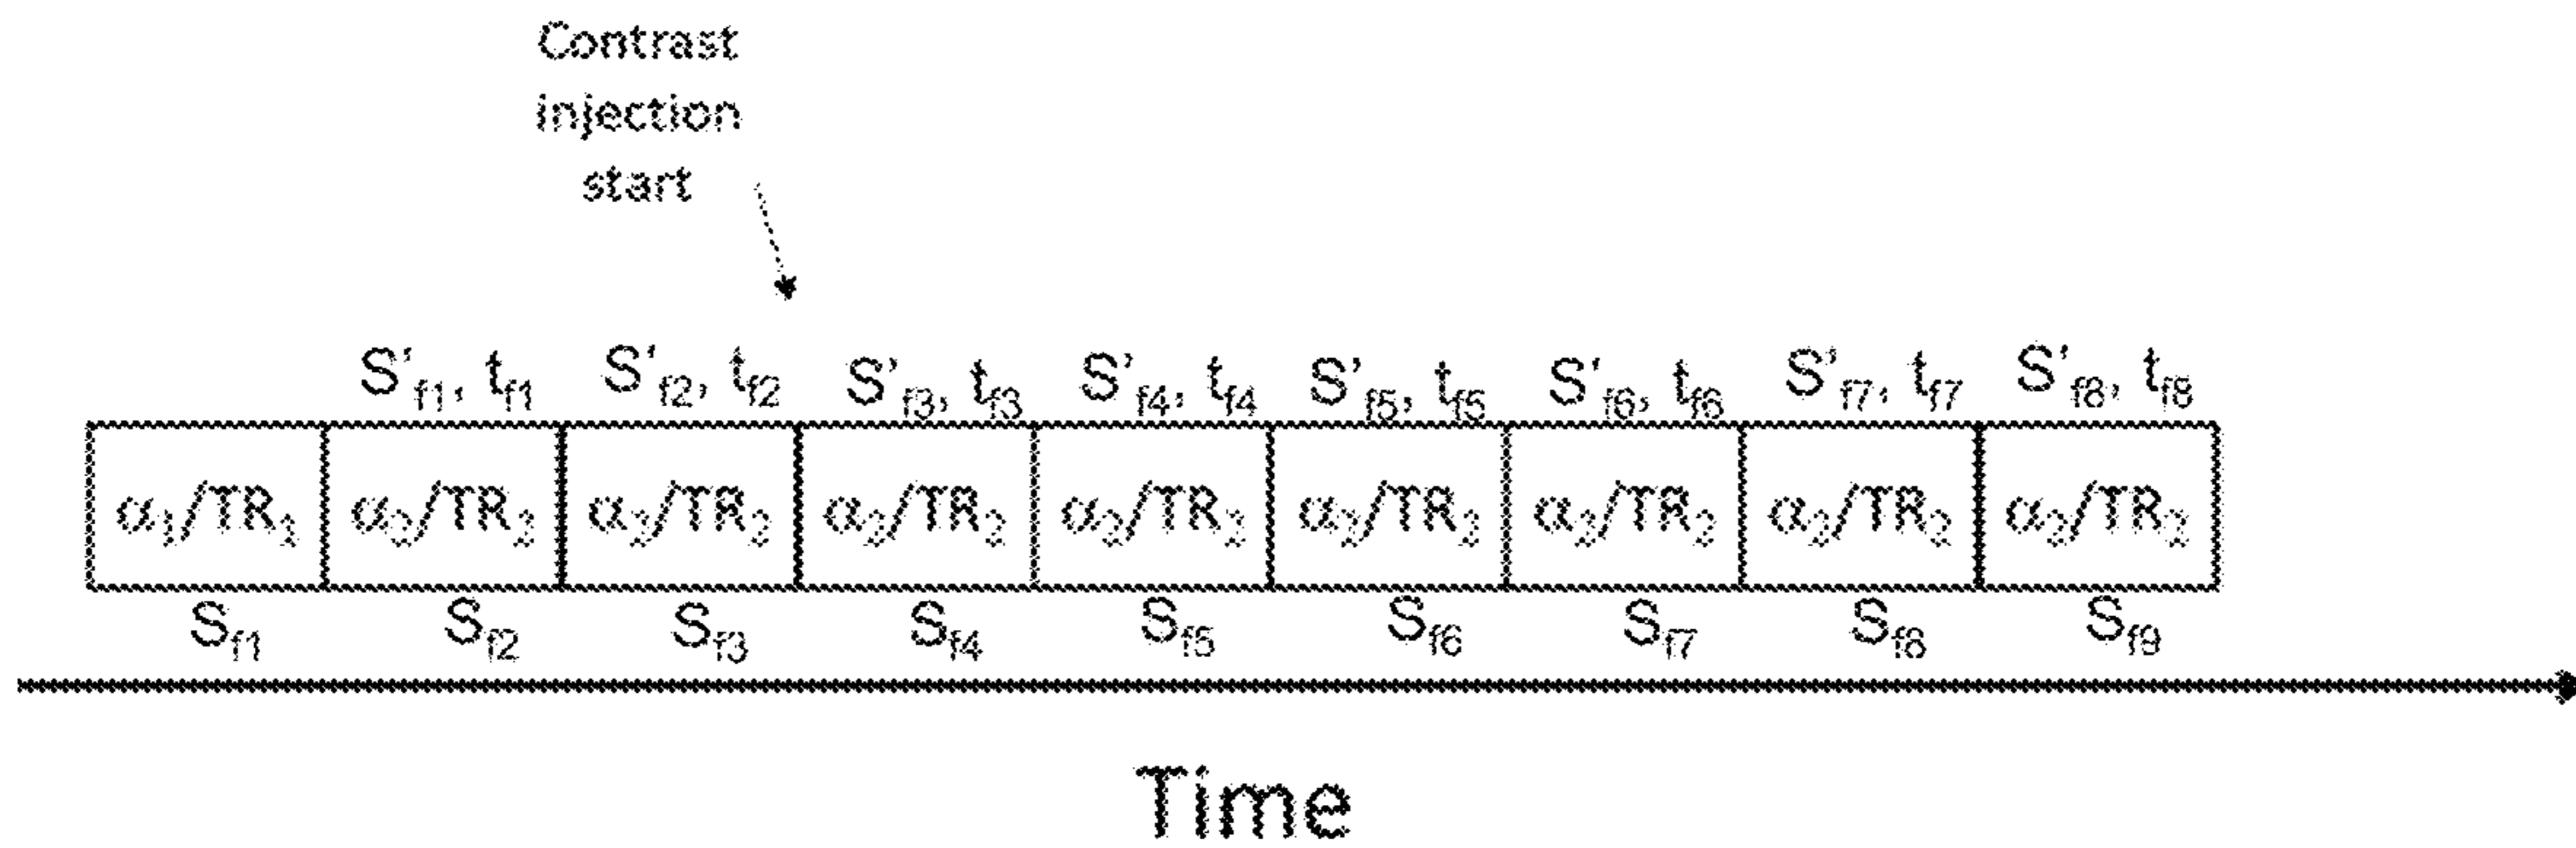 Contrast
injection
start
S'f1, tf1 S'f2, tf2 S'f3, tf3 S'f4, tf4 S'f5, tf5 S'f6, tf6 S'f7, tf7 S'f8, tf8
α1/TR1 α2/TR2 α2/TR2 α2/TR2 α2/TR2 α2/TR2 α2/TR2 α2/TR2 α2/TR2
Sf1 Sf2 Sf3 Sf4 Sf5 Sf6 Sf7 Sf8 Sf9
Time